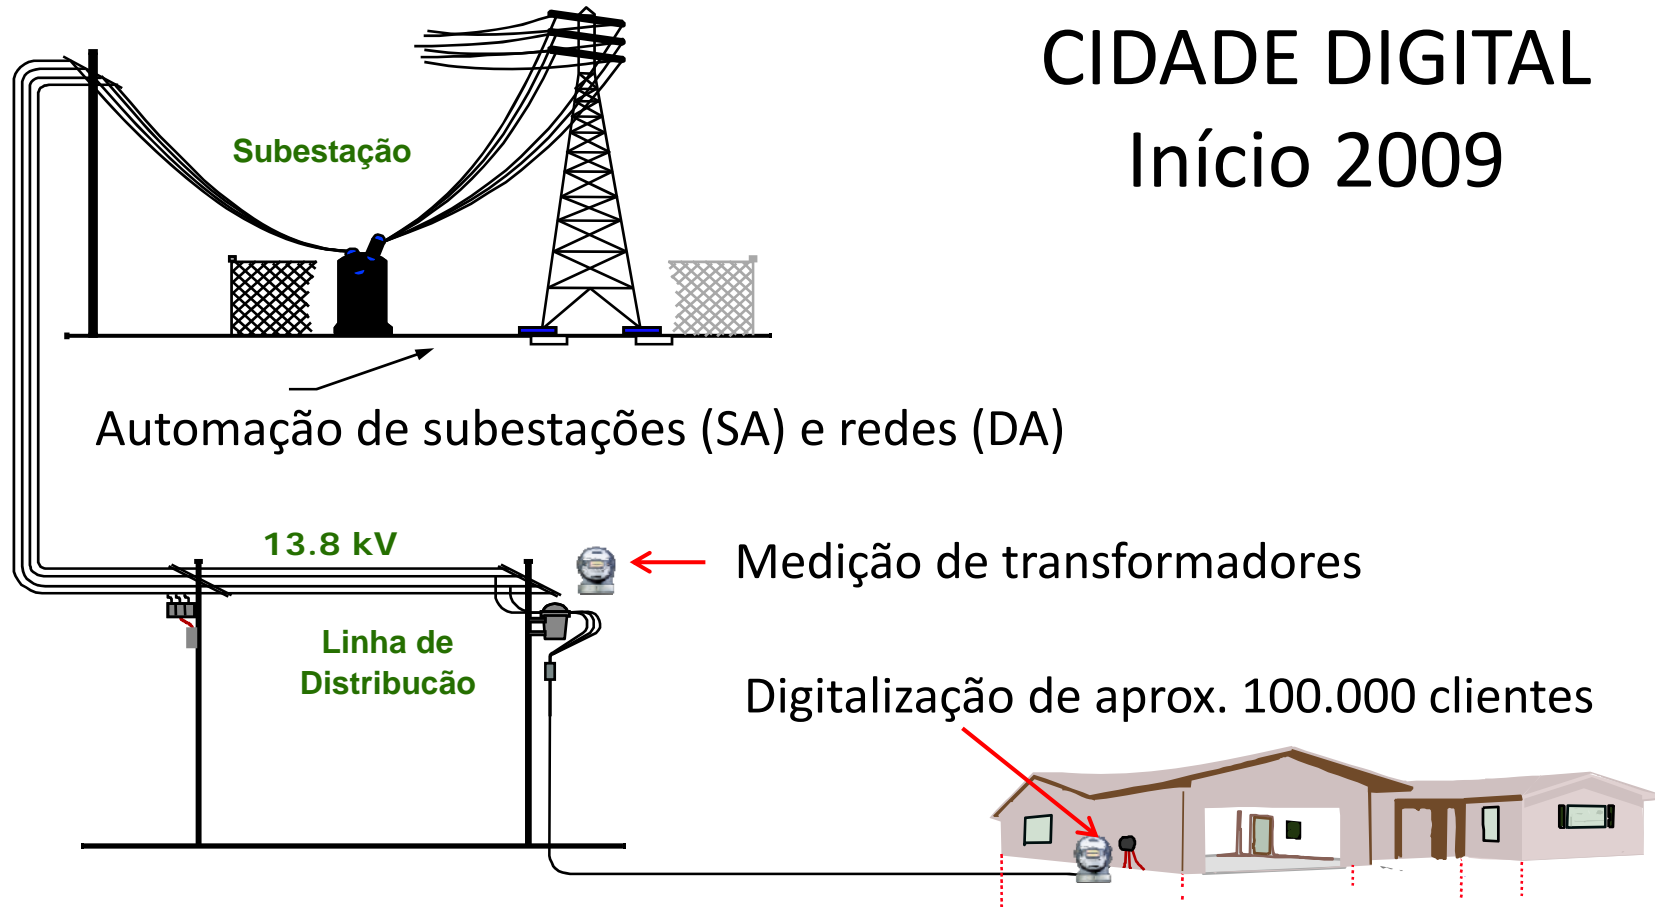 CIDADE DIGITAL
Início 2009
Subestação
Automação de subestações (SA) e redes (DA)
13.8 kV
Medição de transformadores
Linha de
Distribucão
Digitalização de aprox. 100.000 clientes